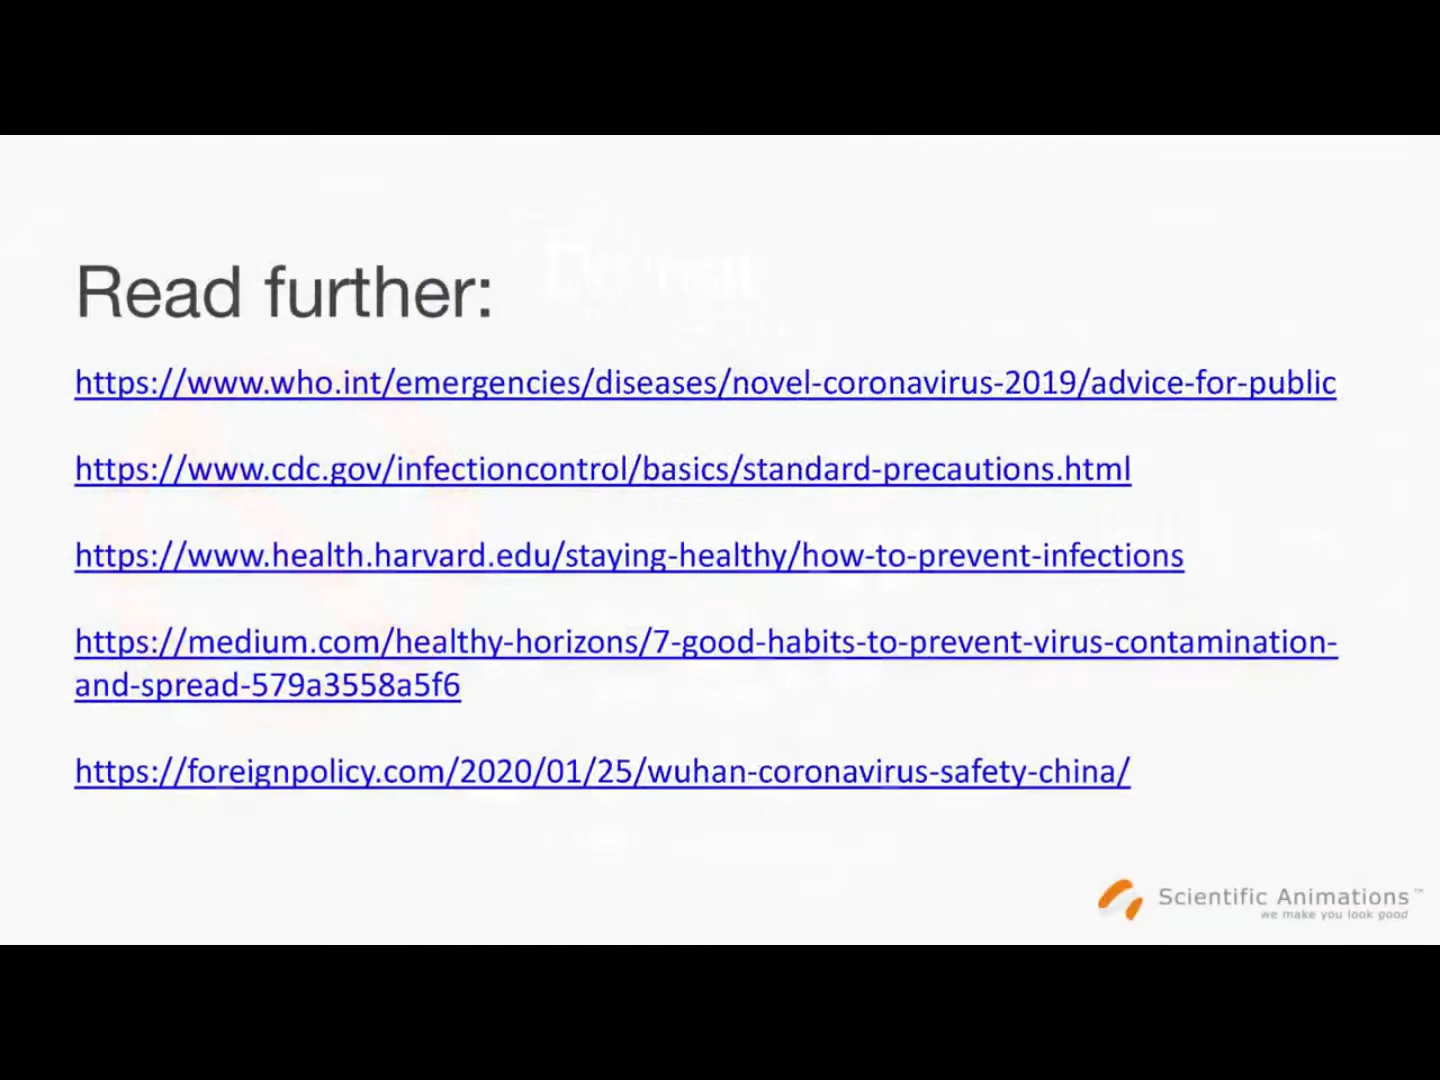 Read further:
https://www.who.int/emergencies/diseases/novel-coronavirus-2019/advice-for-public
https://www.cdc.gov/infectioncontrol/basics/standard-precautions.html
https://www.health.harvard.edu/staying-healthy/how-to-prevent-infections
https://medium.com/healthy-horizons/7-good-habits-to-prevent-virus-contamination-
and-spread-579a3558a5f6
https://foreignpolicy.com/2020/01/25/wuhan-coronavirus-safety-china/
Scientific Animations™
we make you look good